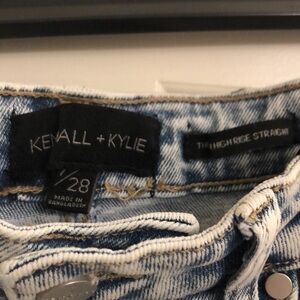 KENDALL + KYLIE
THE HIGH RISE STRAIGHT
/28
MADE IN
BANGLADESH